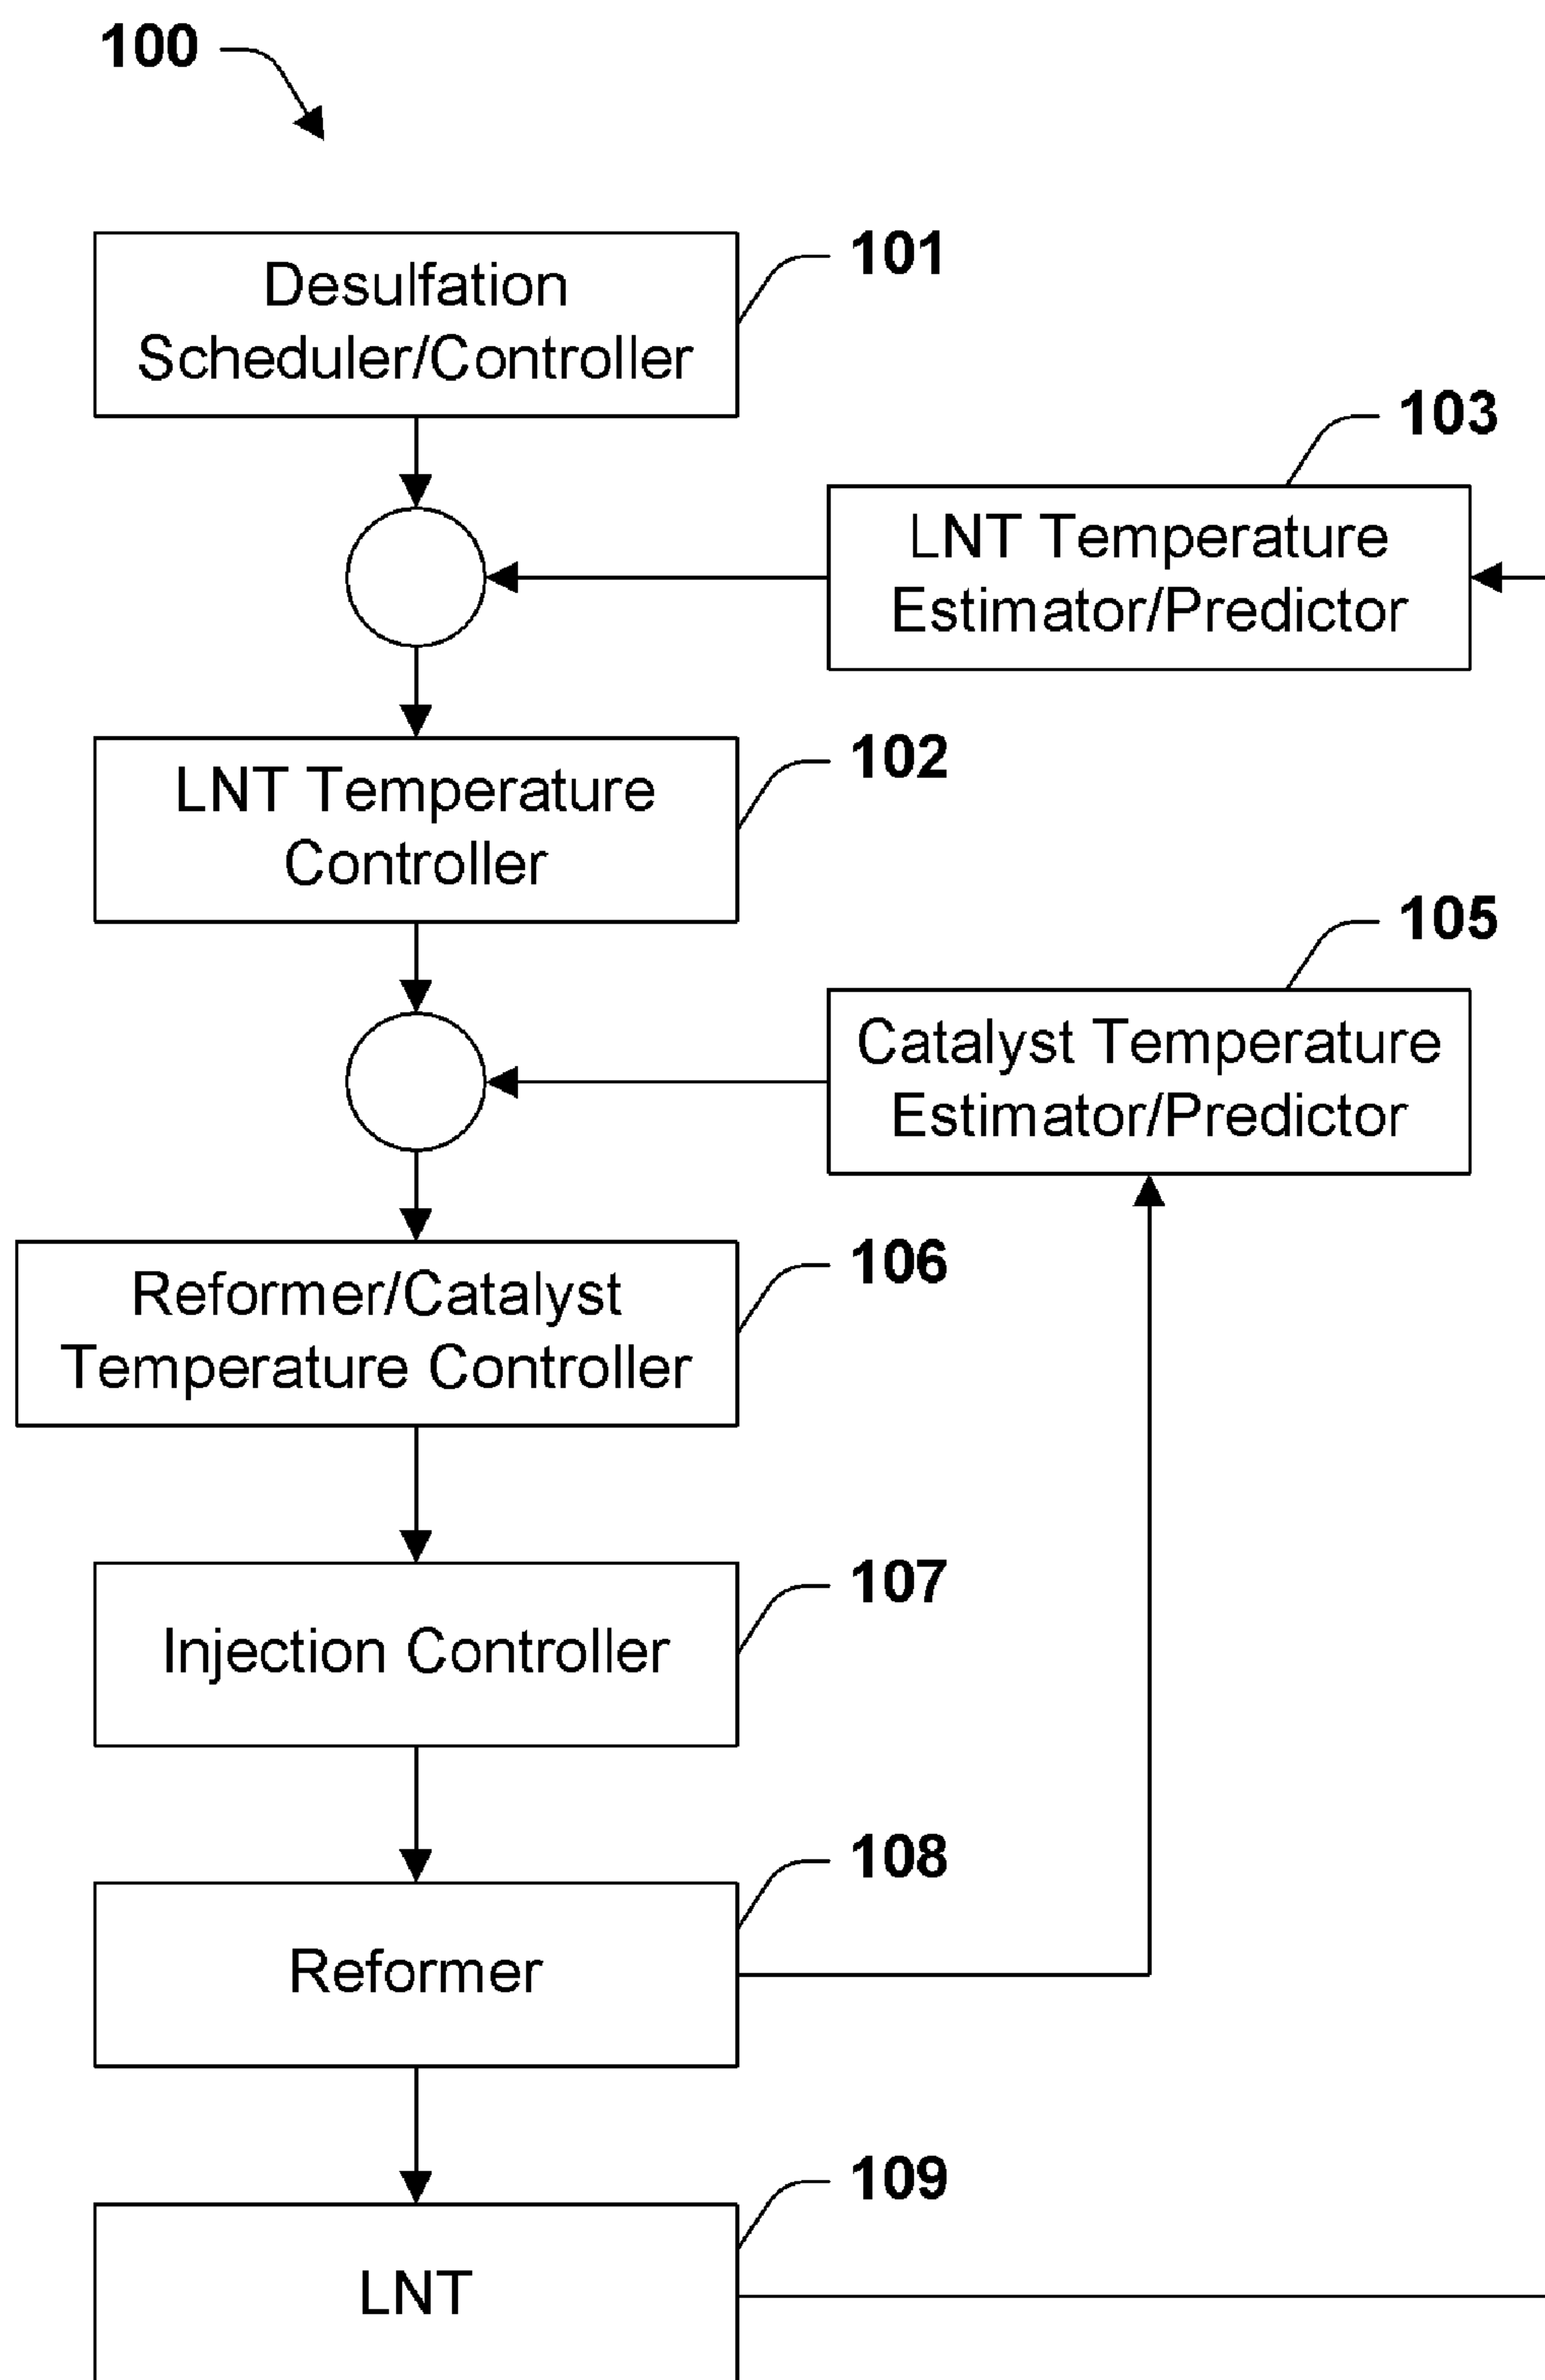 100
Desulfation
Scheduler/Controller
101
LNT Temperature
Estimator/Predictor
103
LNT Temperature
Controller
102
Catalyst Temperature
Estimator/Predictor
105
Reformer/Catalyst
Temperature Controller
106
Injection Controller
107
Reformer
108
LNT
109